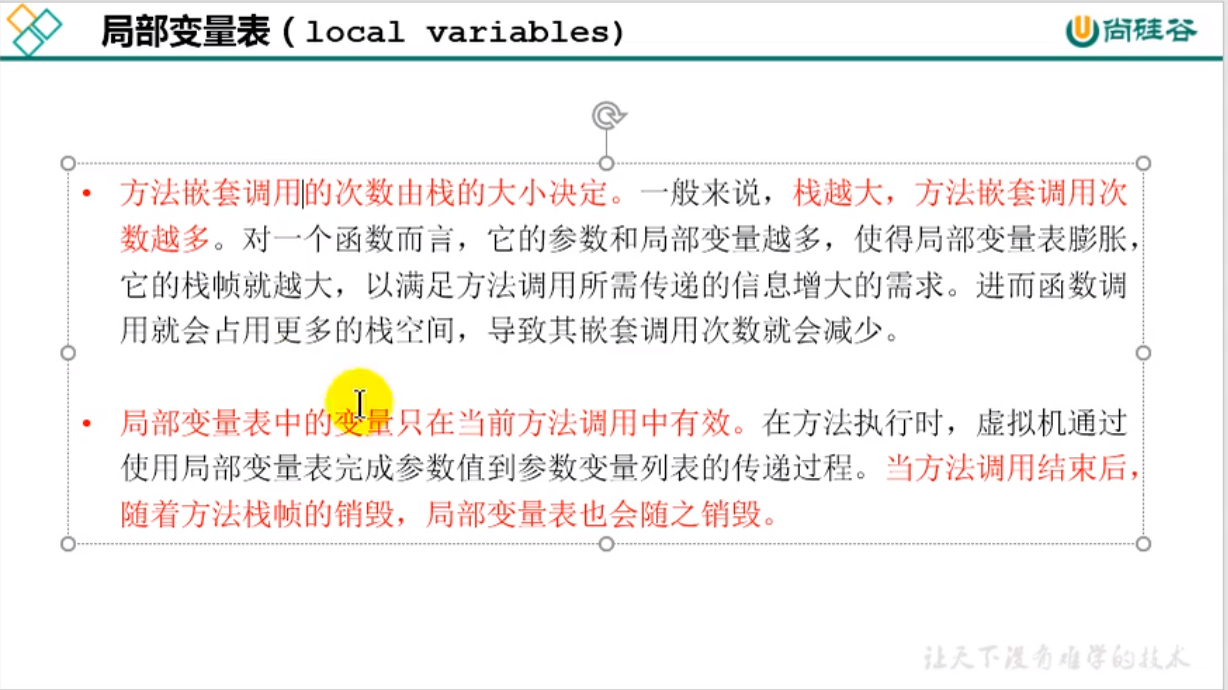 局部变量表（local variables)
尚硅谷
• 方法嵌套调用的次数由栈的大小决定。一般来说，栈越大，方法嵌套调用次
数越多。对一个函数而言，它的参数和局部变量越多，使得局部变量表膨胀，
它的栈帧就越大，以满足方法调用所需传递的信息增大的需求。进而函数调
用就会占用更多的栈空间，导致其嵌套调用次数就会减少。
• 局部变量表中的变量只在当前方法调用中有效。在方法执行时，虚拟机通过
使用局部变量表完成参数值到参数变量列表的传递过程。当方法调用结束后，
随着方法栈帧的销毁，局部变量表也会随之销毁。
让天下没有难学的技术